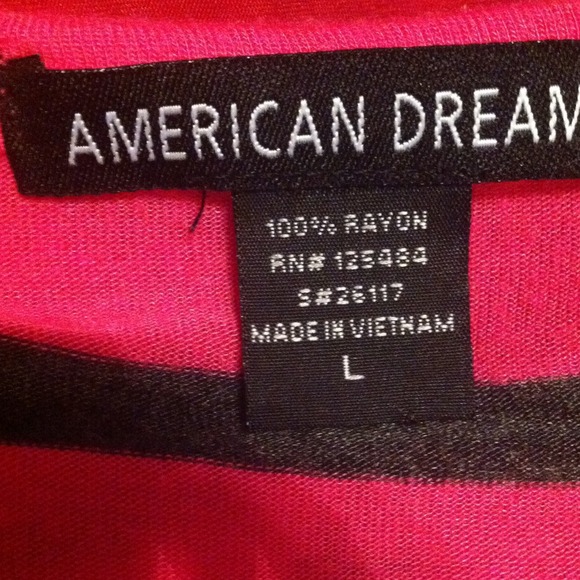 AMERICAN DREAM
100% RAYON
RN# 125484
S#26117
MADE IN VIETNAM
L